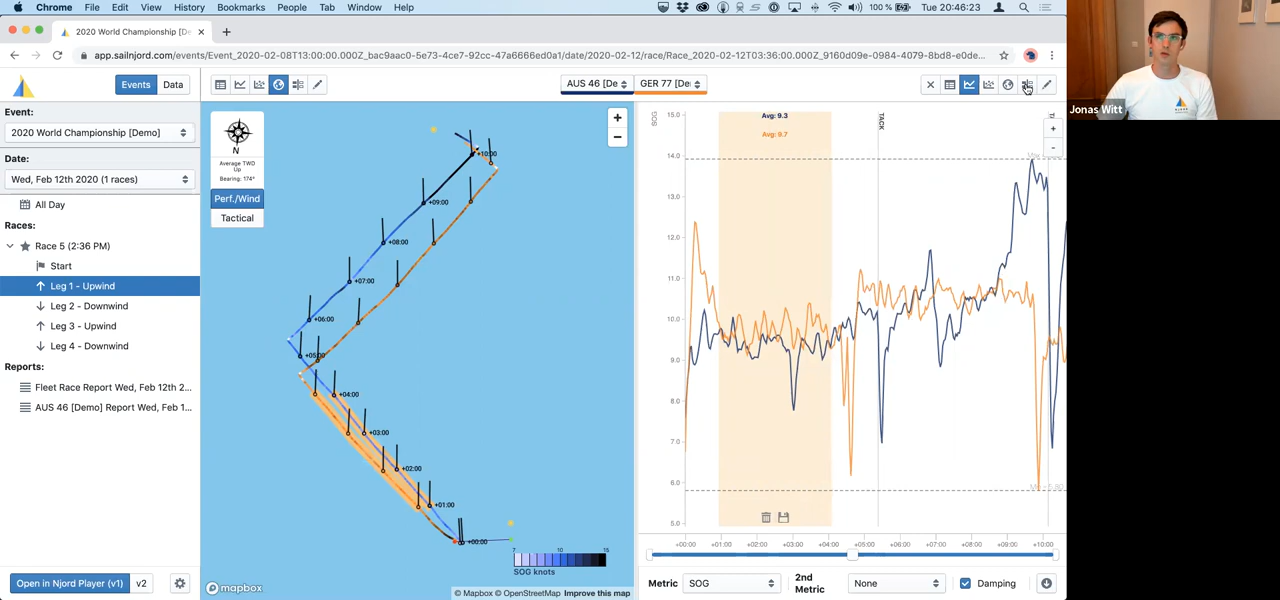 Chrome File Edit View History Bookmarks People Tab Window Help 100 % Tue 20:46:23
2020 World Championship [De
app.sailnjord.com/events/Event_2020-02-08T13:00:00.000Z_bac9aac0-5e73-4ce7-92cc-47a6666ed0a1/date/2020-02-12/race/Race_2020-02-12T03:36:00.000Z_9160d09e-0984-4079-8bd8-e0de...
Events Data
AUS 46 [De GER 77 [De
Jonas Witt
Event:
2020 World Championship [Demo]
Date:
Wed, Feb 12th 2020 (1 races)
All Day
Races:
Race 5 (2:36 PM)
Start
Leg 1 - Upwind
Leg 2 - Downwind
Leg 3 - Upwind
Leg 4 - Downwind
Reports:
Fleet Race Report Wed, Feb 12th 2...
AUS 46 [Demo] Report Wed, Feb 1...
Open in Njord Player (v1) v2
N
Average TWD
Up
Bearing: 174°
Perf./Wind
Tactical
+
−
+10:00
+09:00
+08:00
+07:00
+06:00
+05:00
+04:00
+03:00
+02:00
+01:00
+00:00
7 10 15
SOG knots
mapbox
© Mapbox © OpenStreetMap Improve this map
SOG
Avg: 9.3
Avg: 9.7
TACK
+
-
15.0
14.0
13.0
12.0
11.0
10.0
9.0
8.0
7.0
6.0
5.0
+00:00 +01:00 +02:00 +03:00 +04:00 +05:00 +06:00 +07:00 +08:00 +09:00 +10:00
Metric SOG 2nd Metric None Damping